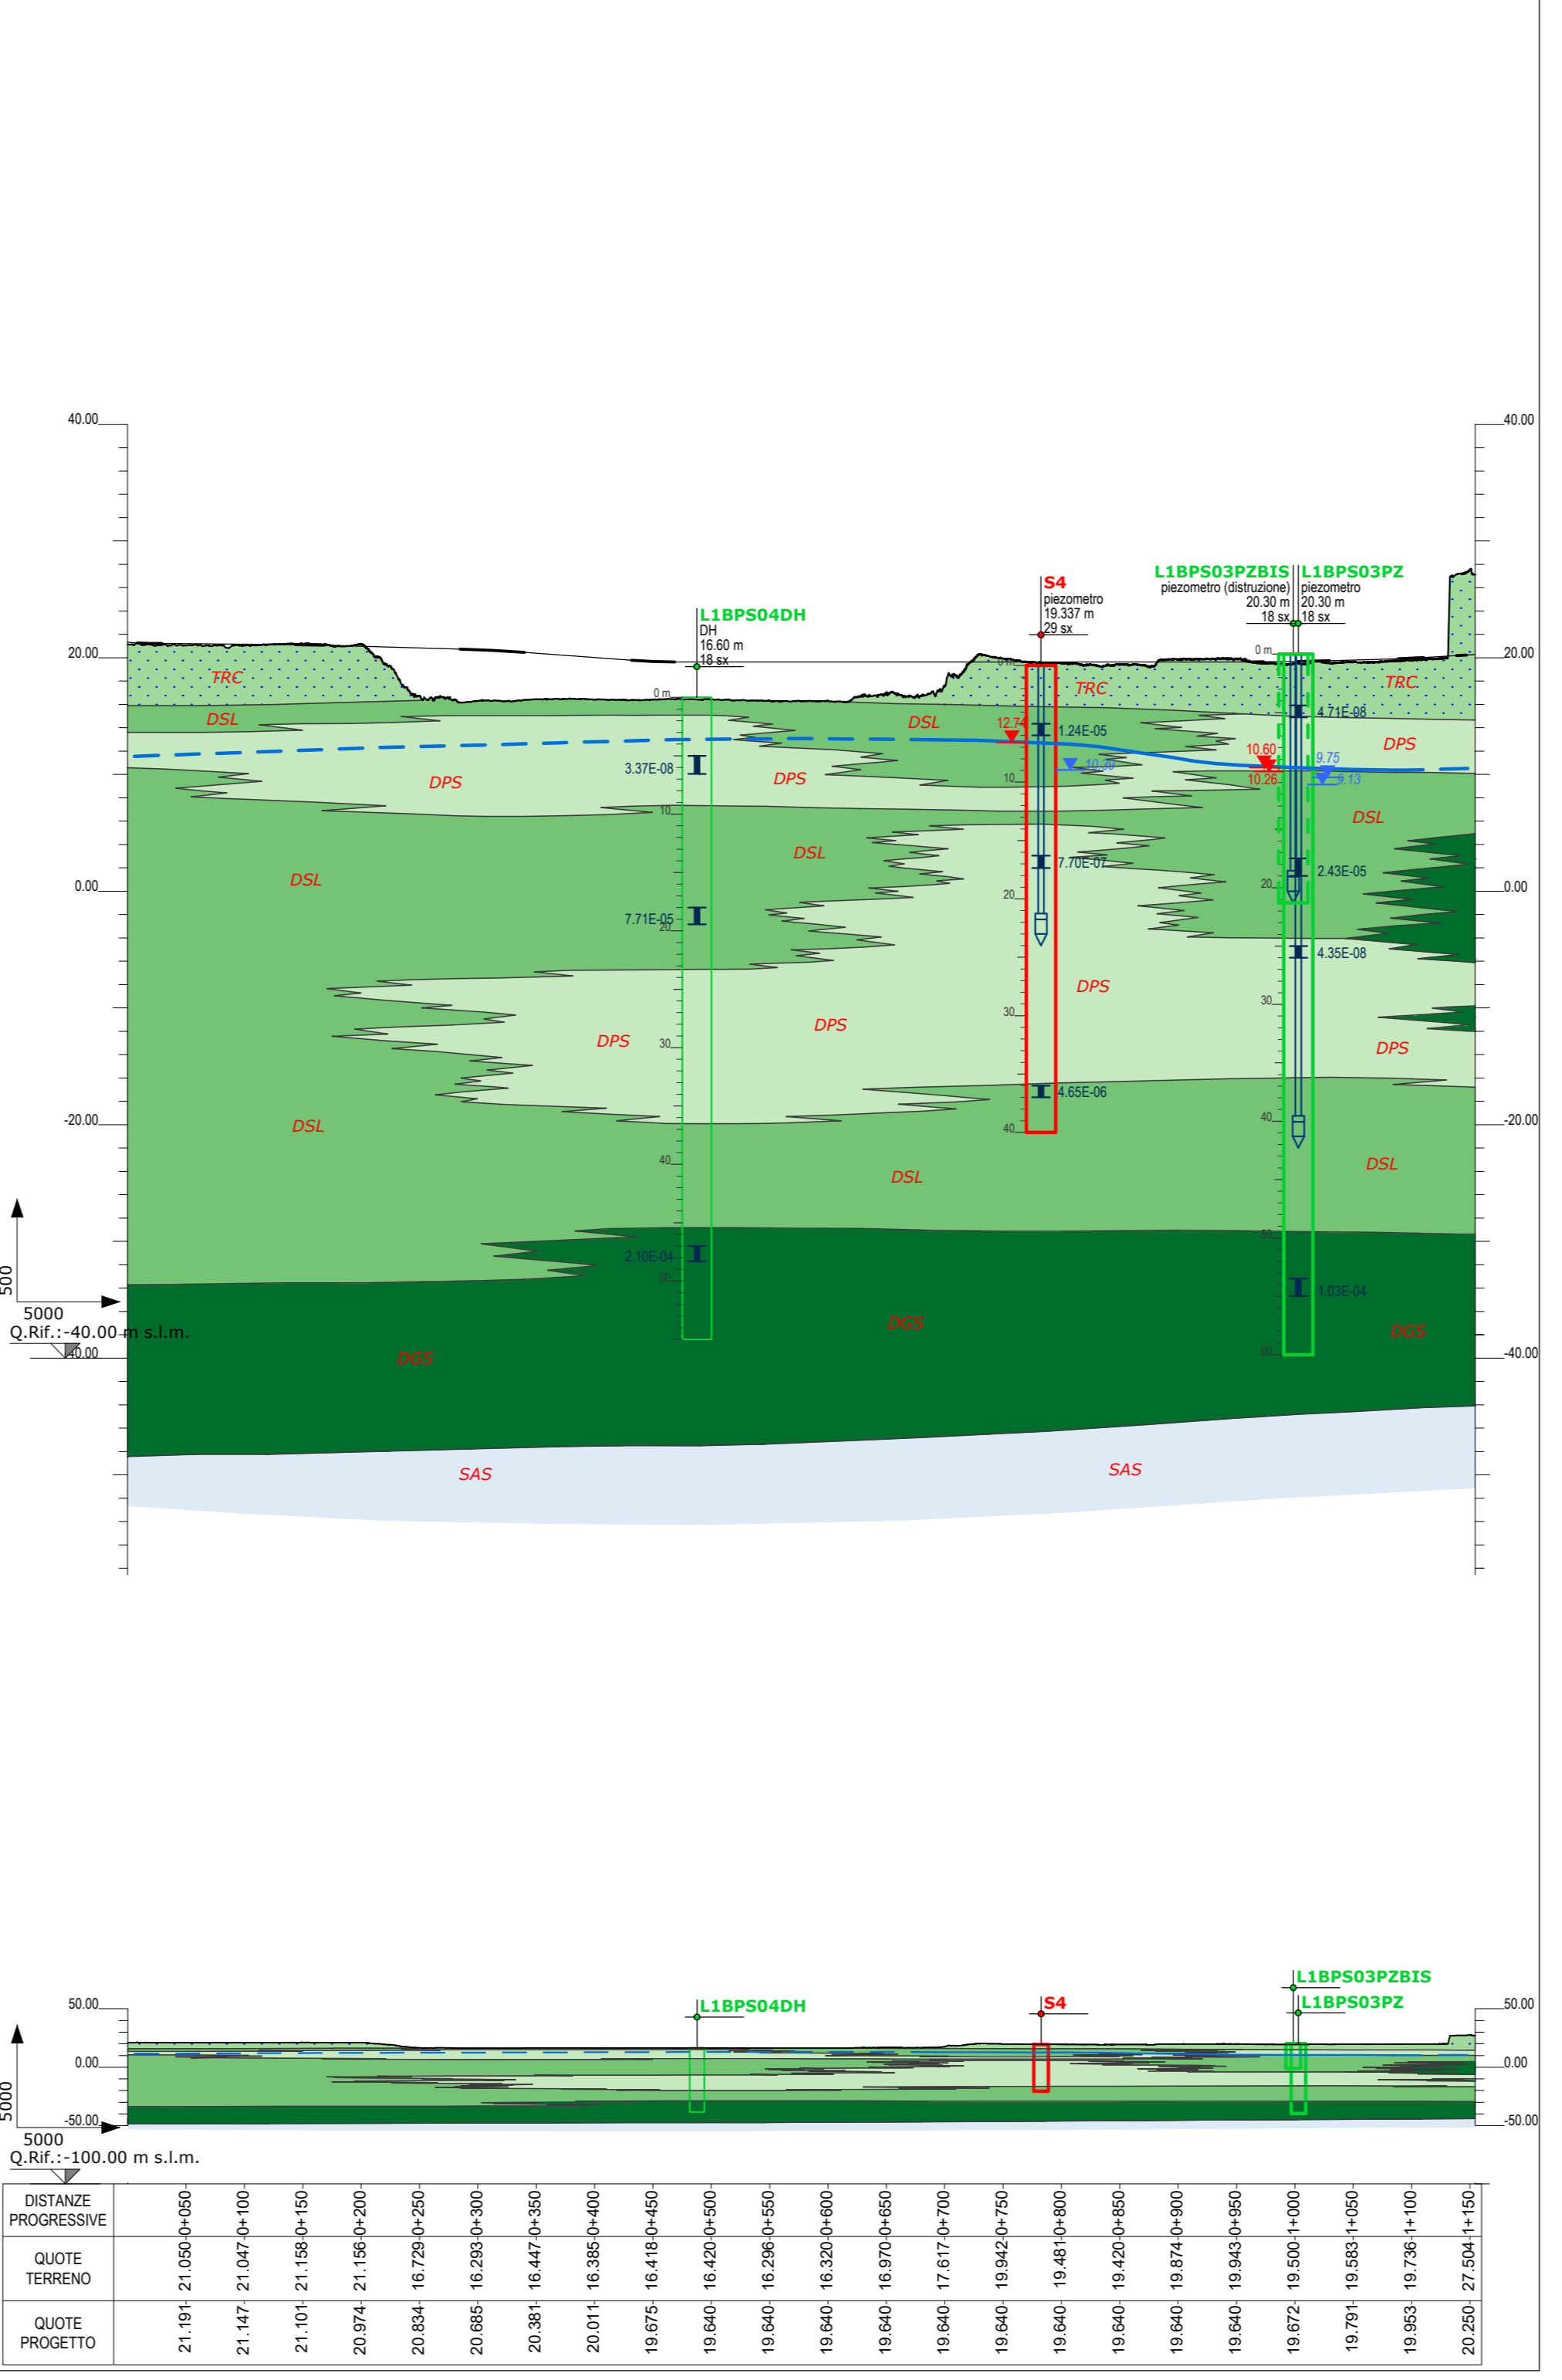 40.00
40.00
L1BPS03PZBIS
piezometro (distruzione)
20.30 m
18 sx
L1BPS03PZ
piezometro
20.30 m
18 sx
S4
piezometro
19.337 m
29 sx
L1BPS04DH
DH
16.60 m
18 sx
20.00
20.00
0 m
0 m
TRC
TRC
TRC
DSL
DSL
4.71E-08
12.74
1.24E-05
DPS
3.37E-08
10.60
9.75
10.26
9.13
10
10
DPS
DPS
DSL
DSL
7.70E-07
2.43E-05
DSL
0.00
0.00
20
20
20
7.71E-05
4.35E-08
DPS
DPS
DPS
30
30
30
DPS
4.65E-06
-20.00
-20.00
DSL
40
40
40
DSL
DSL
50
2.10E-04
50
1.03E-04
500
5000
Q.Rif.:-40.00 m s.l.m.
DGS
DGS
DGS
60
-40.00
-40.00
SAS
SAS
L1BPS03PZBIS
L1BPS04DH
S4
L1BPS03PZ
50.00
50.00
0.00
0.00
-50.00
-50.00
5000
5000
Q.Rif.:-100.00 m s.l.m.
DISTANZE PROGRESSIVE
0+050 0+100 0+150 0+200 0+250 0+300 0+350 0+400 0+450 0+500 0+550 0+600 0+650 0+700 0+750 0+800 0+850 0+900 0+950 1+000 1+050 1+100 1+150
QUOTE TERRENO
21.050 21.047 21.158 21.156 16.729 16.293 16.447 16.385 16.418 16.420 16.296 16.320 16.970 17.617 19.942 19.481 19.420 19.874 19.943 19.500 19.583 19.736 27.504
QUOTE PROGETTO
21.191 21.147 21.101 20.974 20.834 20.685 20.381 20.011 19.675 19.640 19.640 19.640 19.640 19.640 19.640 19.640 19.640 19.640 19.640 19.672 19.791 19.953 20.250